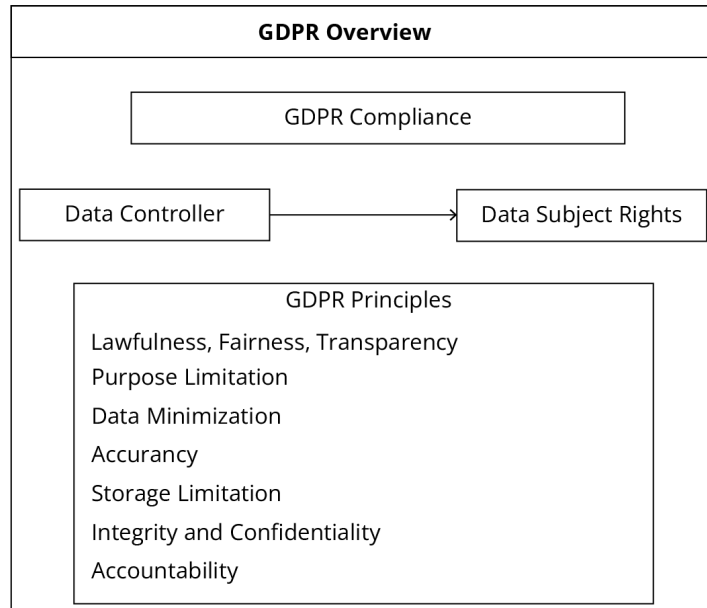 GDPR Overview
GDPR Compliance
Data Controller
Data Subject Rights
GDPR Principles
Lawfulness, Fairness, Transparency
Purpose Limitation
Data Minimization
Accurancy
Storage Limitation
Integrity and Confidentiality
Accountability